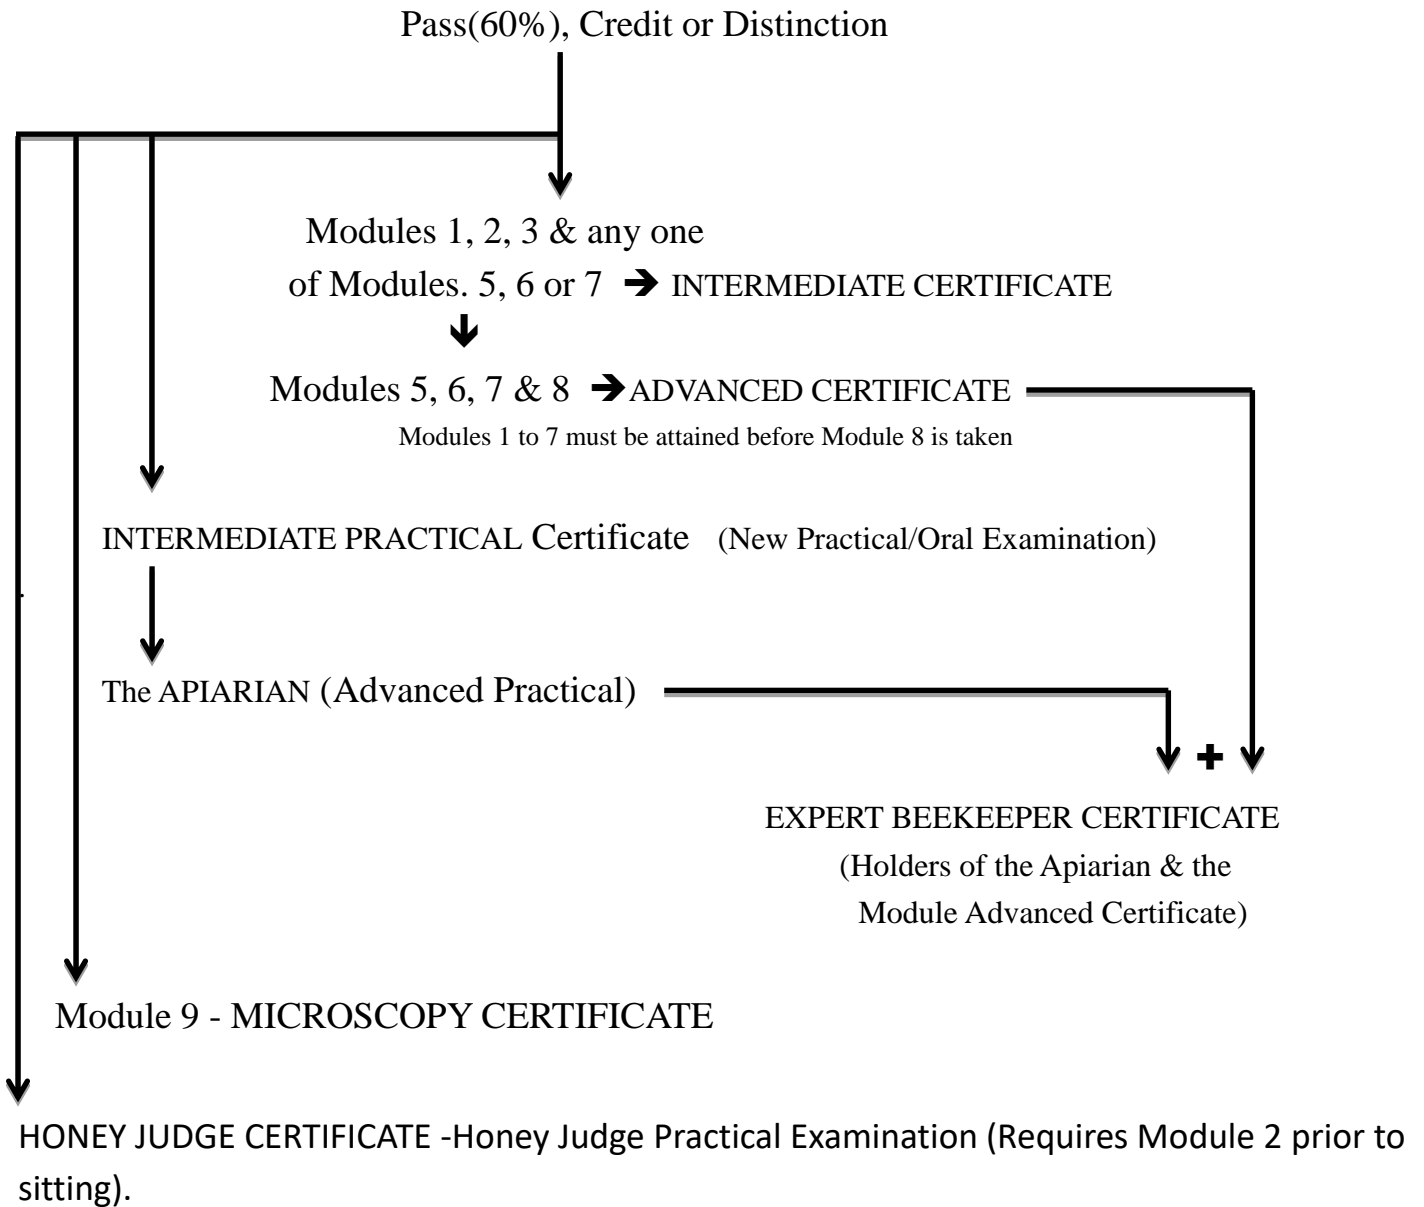 Pass(60%), Credit or Distinction
Modules 1, 2, 3 & any one
of Modules. 5, 6 or 7 ➔ INTERMEDIATE CERTIFICATE
Modules 5, 6, 7 & 8 ➔ADVANCED CERTIFICATE
Modules 1 to 7 must be attained before Module 8 is taken
INTERMEDIATE PRACTICAL Certificate (New Practical/Oral Examination)
The APIARIAN (Advanced Practical)
+
EXPERT BEEKEEPER CERTIFICATE
(Holders of the Apiarian & the
Module Advanced Certificate)
Module 9 - MICROSCOPY CERTIFICATE
HONEY JUDGE CERTIFICATE -Honey Judge Practical Examination (Requires Module 2 prior to
sitting).